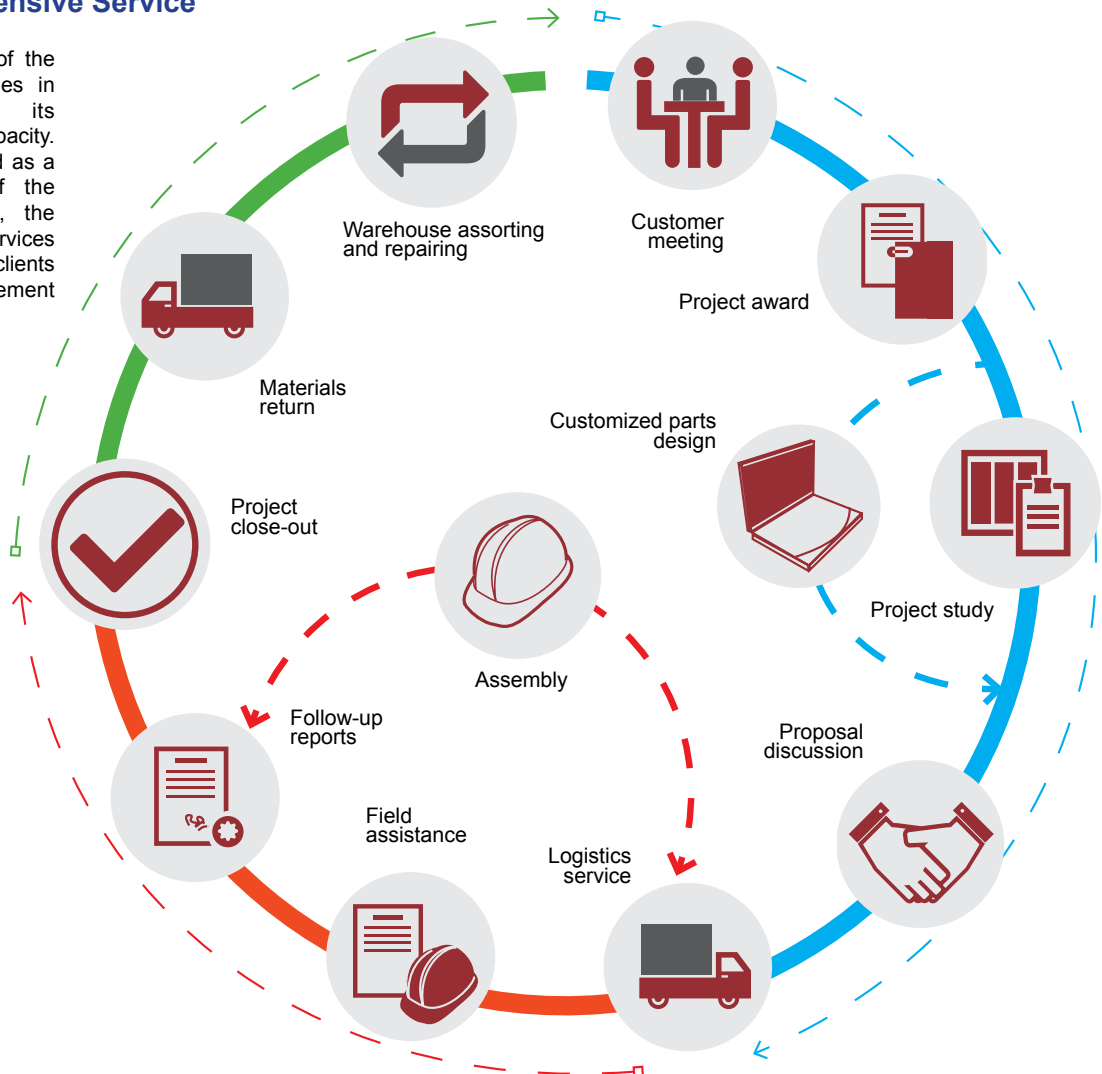 ensive Service
of the
es in
its
pacity.
d as a
f the
, the
rvices
clients
ement
Warehouse assorting
and repairing
Customer
meeting
Project award
Materials
return
Customized parts
design
Project
close-out
Project study
Assembly
Follow-up
reports
Proposal
discussion
Field
assistance
Logistics
service